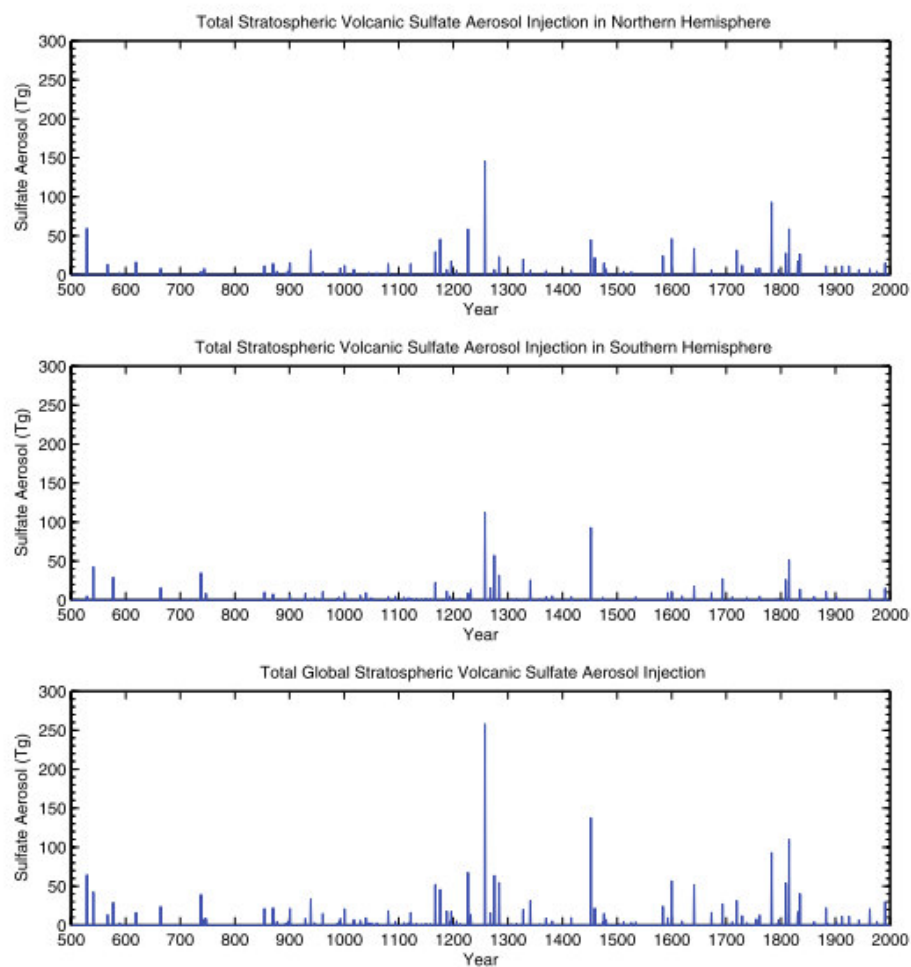 Total Stratospheric Volcanic Sulfate Aerosol Injection in Northern Hemisphere
300
250
200
150
100
50
0
Sulfate Aerosol (Tg)
500 600 700 800 900 1000 1100 1200 1300 1400 1500 1600 1700 1800 1900 2000
Year
Total Stratospheric Volcanic Sulfate Aerosol Injection in Southern Hemisphere
300
250
200
150
100
50
0
Sulfate Aerosol (Tg)
500 600 700 800 900 1000 1100 1200 1300 1400 1500 1600 1700 1800 1900 2000
Year
Total Global Stratospheric Volcanic Sulfate Aerosol Injection
300
250
200
150
100
50
0
Sulfate Aerosol (Tg)
500 600 700 800 900 1000 1100 1200 1300 1400 1500 1600 1700 1800 1900 2000
Year